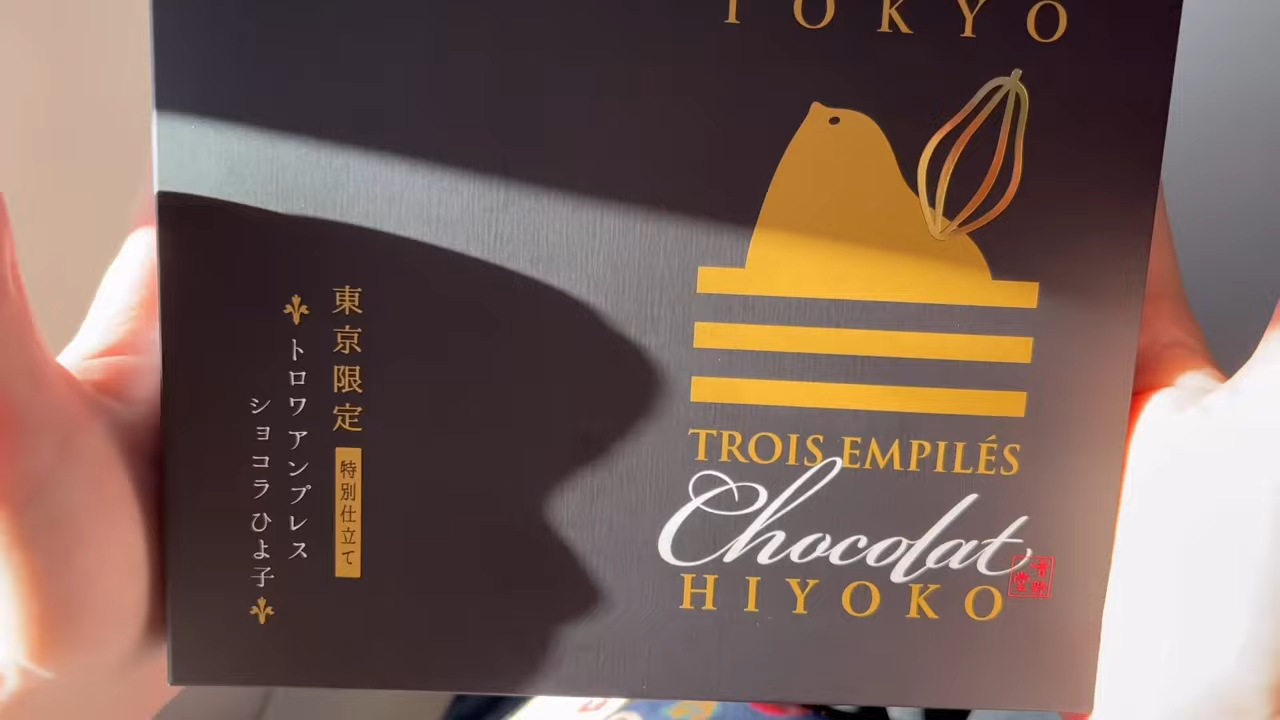 TOKYO
TROIS EMPILÉS
Chocolat
HIYOKO
東京限定
特別仕立て
トロワ アンプレス
ショコラ ひよ子